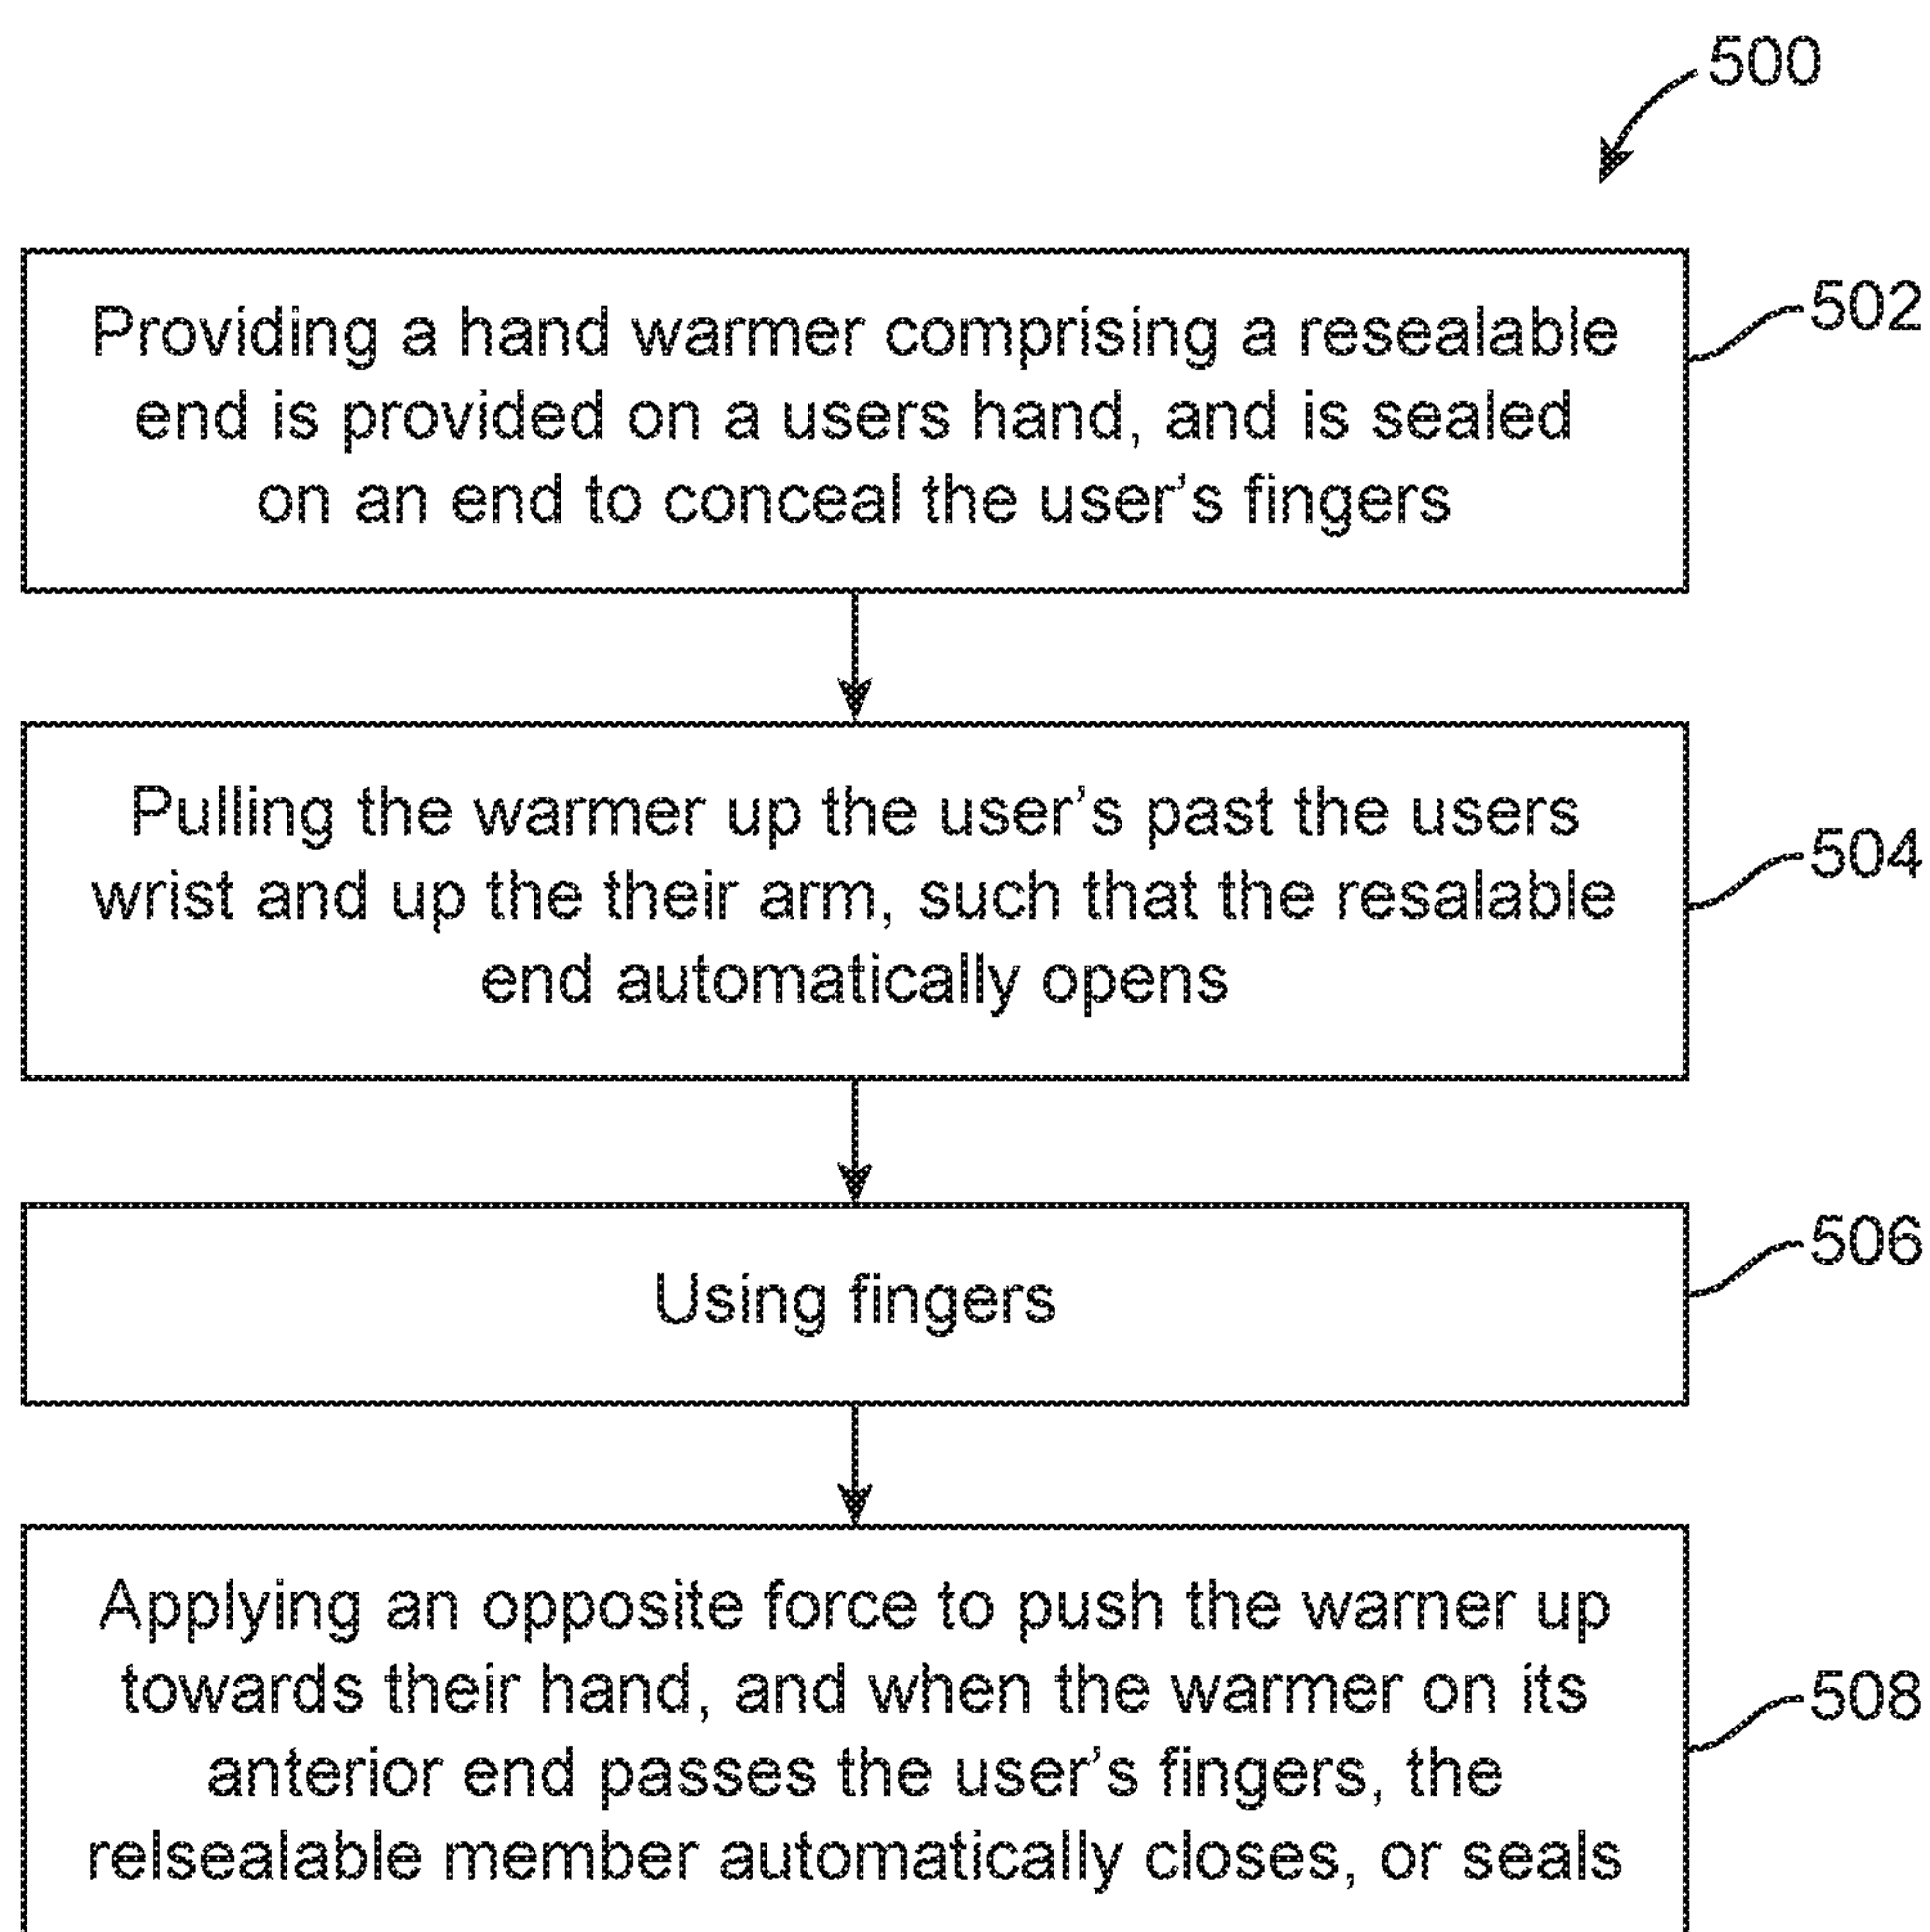 500
Providing a hand warmer comprising a resealable
end is provided on a users hand, and is sealed
on an end to conceal the user's fingers
502
Pulling the warmer up the user's past the users
wrist and up the their arm, such that the resalable
end automatically opens
504
Using fingers
506
Applying an opposite force to push the warner up
towards their hand, and when the warmer on its
anterior end passes the user's fingers, the
relsealable member automatically closes, or seals
508